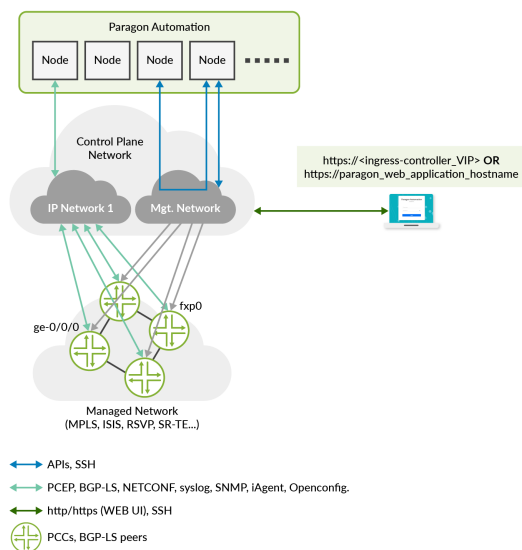 Paragon Automation
Node Node Node Node
Control Plane
Network
https://<ingress-controller_VIP> OR
https://paragon_web_application_hostname
IP Network 1 Mgt. Network
fxp0
ge-0/0/0
Managed Network
(MPLS, ISIS, RSVP, SR-TE...)
APIs, SSH
PCEP, BGP-LS, NETCONF, syslog, SNMP, iAgent, Openconfig.
http/https (WEB UI), SSH
PCCs, BGP-LS peers